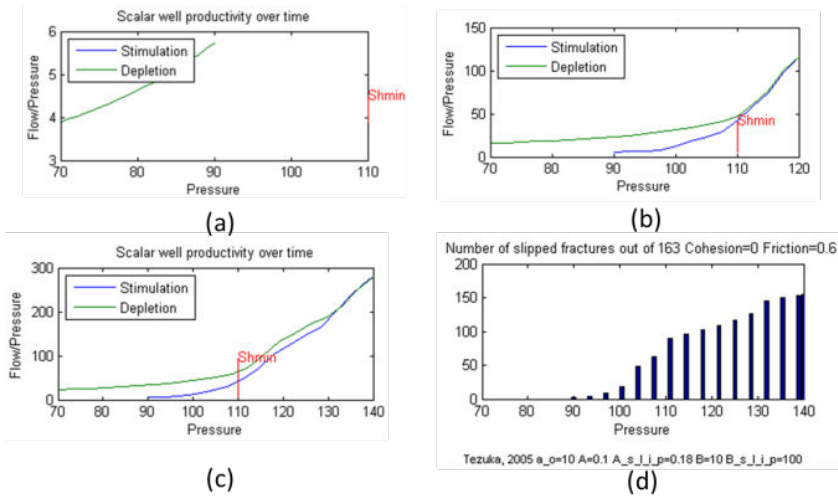 Scalar well productivity over time
6
5
4
3
Flow/Pressure
Stimulation
Depletion
Shmin
70 80 90 100 110
Pressure
(a)
150
100
50
0
Flow/Pressure
Stimulation
Depletion
Shmin
70 80 90 100 110 120
Pressure
(b)
Scalar well productivity over time
300
200
100
0
Flow/Pressure
Stimulation
Depletion
Shmin
70 80 90 100 110 120 130 140
Pressure
(c)
Number of slipped fractures out of 163 Cohesion=0 Friction=0.6
200
150
100
50
0
70 80 90 100 110 120 130 140
Pressure
Tezuka, 2005 a_o=10 A=0.1 A_s_l_i_p=0.18 B=10 B_s_l_i_p=100
(d)